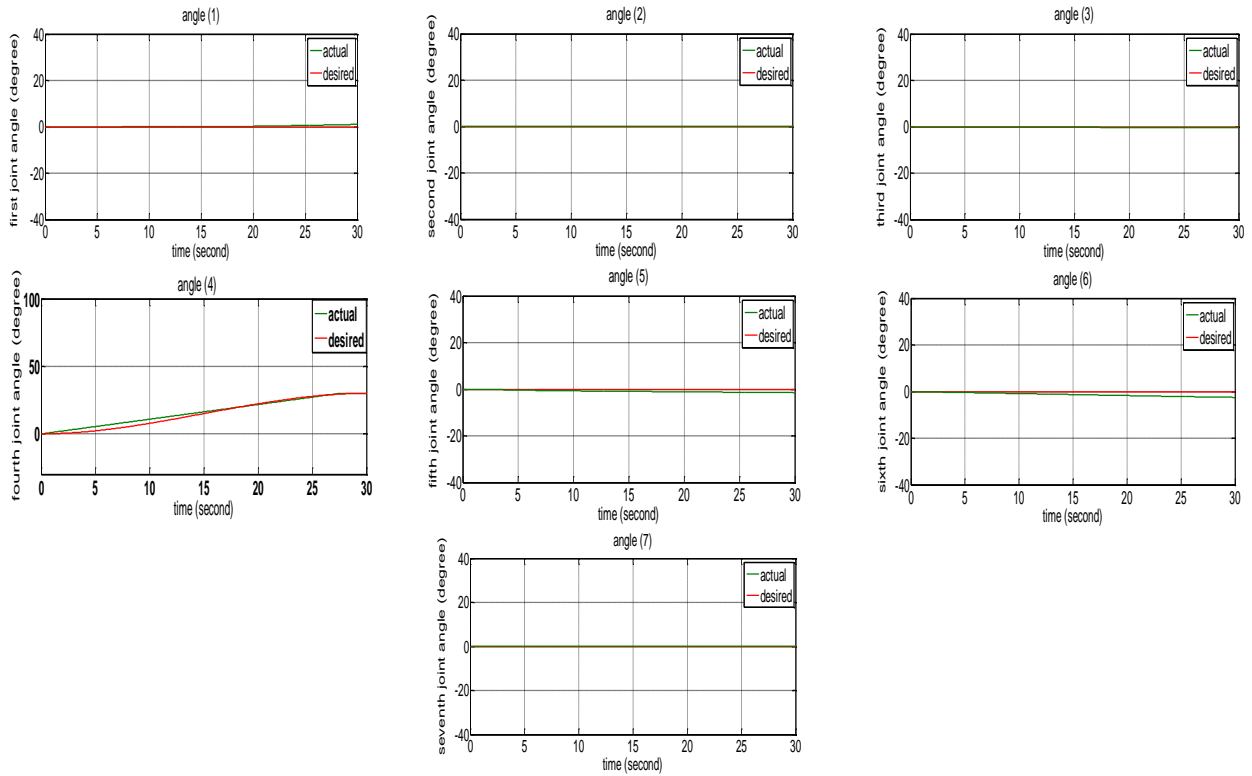 angle (1)
first joint angle (degree)
40
20
0
-20
-40
actual
desired
0 5 10 15 20 25 30
time (second)
angle (2)
second joint angle (degree)
40
20
0
-20
-40
actual
desired
0 5 10 15 20 25 30
time (second)
angle (3)
third joint angle (degree)
40
20
0
-20
-40
actual
desired
0 5 10 15 20 25 30
time (second)
angle (4)
fourth joint angle (degree)
100
50
0
actual
desired
0 5 10 15 20 25 30
time (second)
angle (5)
fifth joint angle (degree)
40
20
0
-20
-40
actual
desired
0 5 10 15 20 25 30
time (second)
angle (6)
sixth joint angle (degree)
40
20
0
-20
-40
actual
desired
0 5 10 15 20 25 30
time (second)
angle (7)
seventh joint angle (degree)
40
20
0
-20
-40
actual
desired
0 5 10 15 20 25 30
time (second)